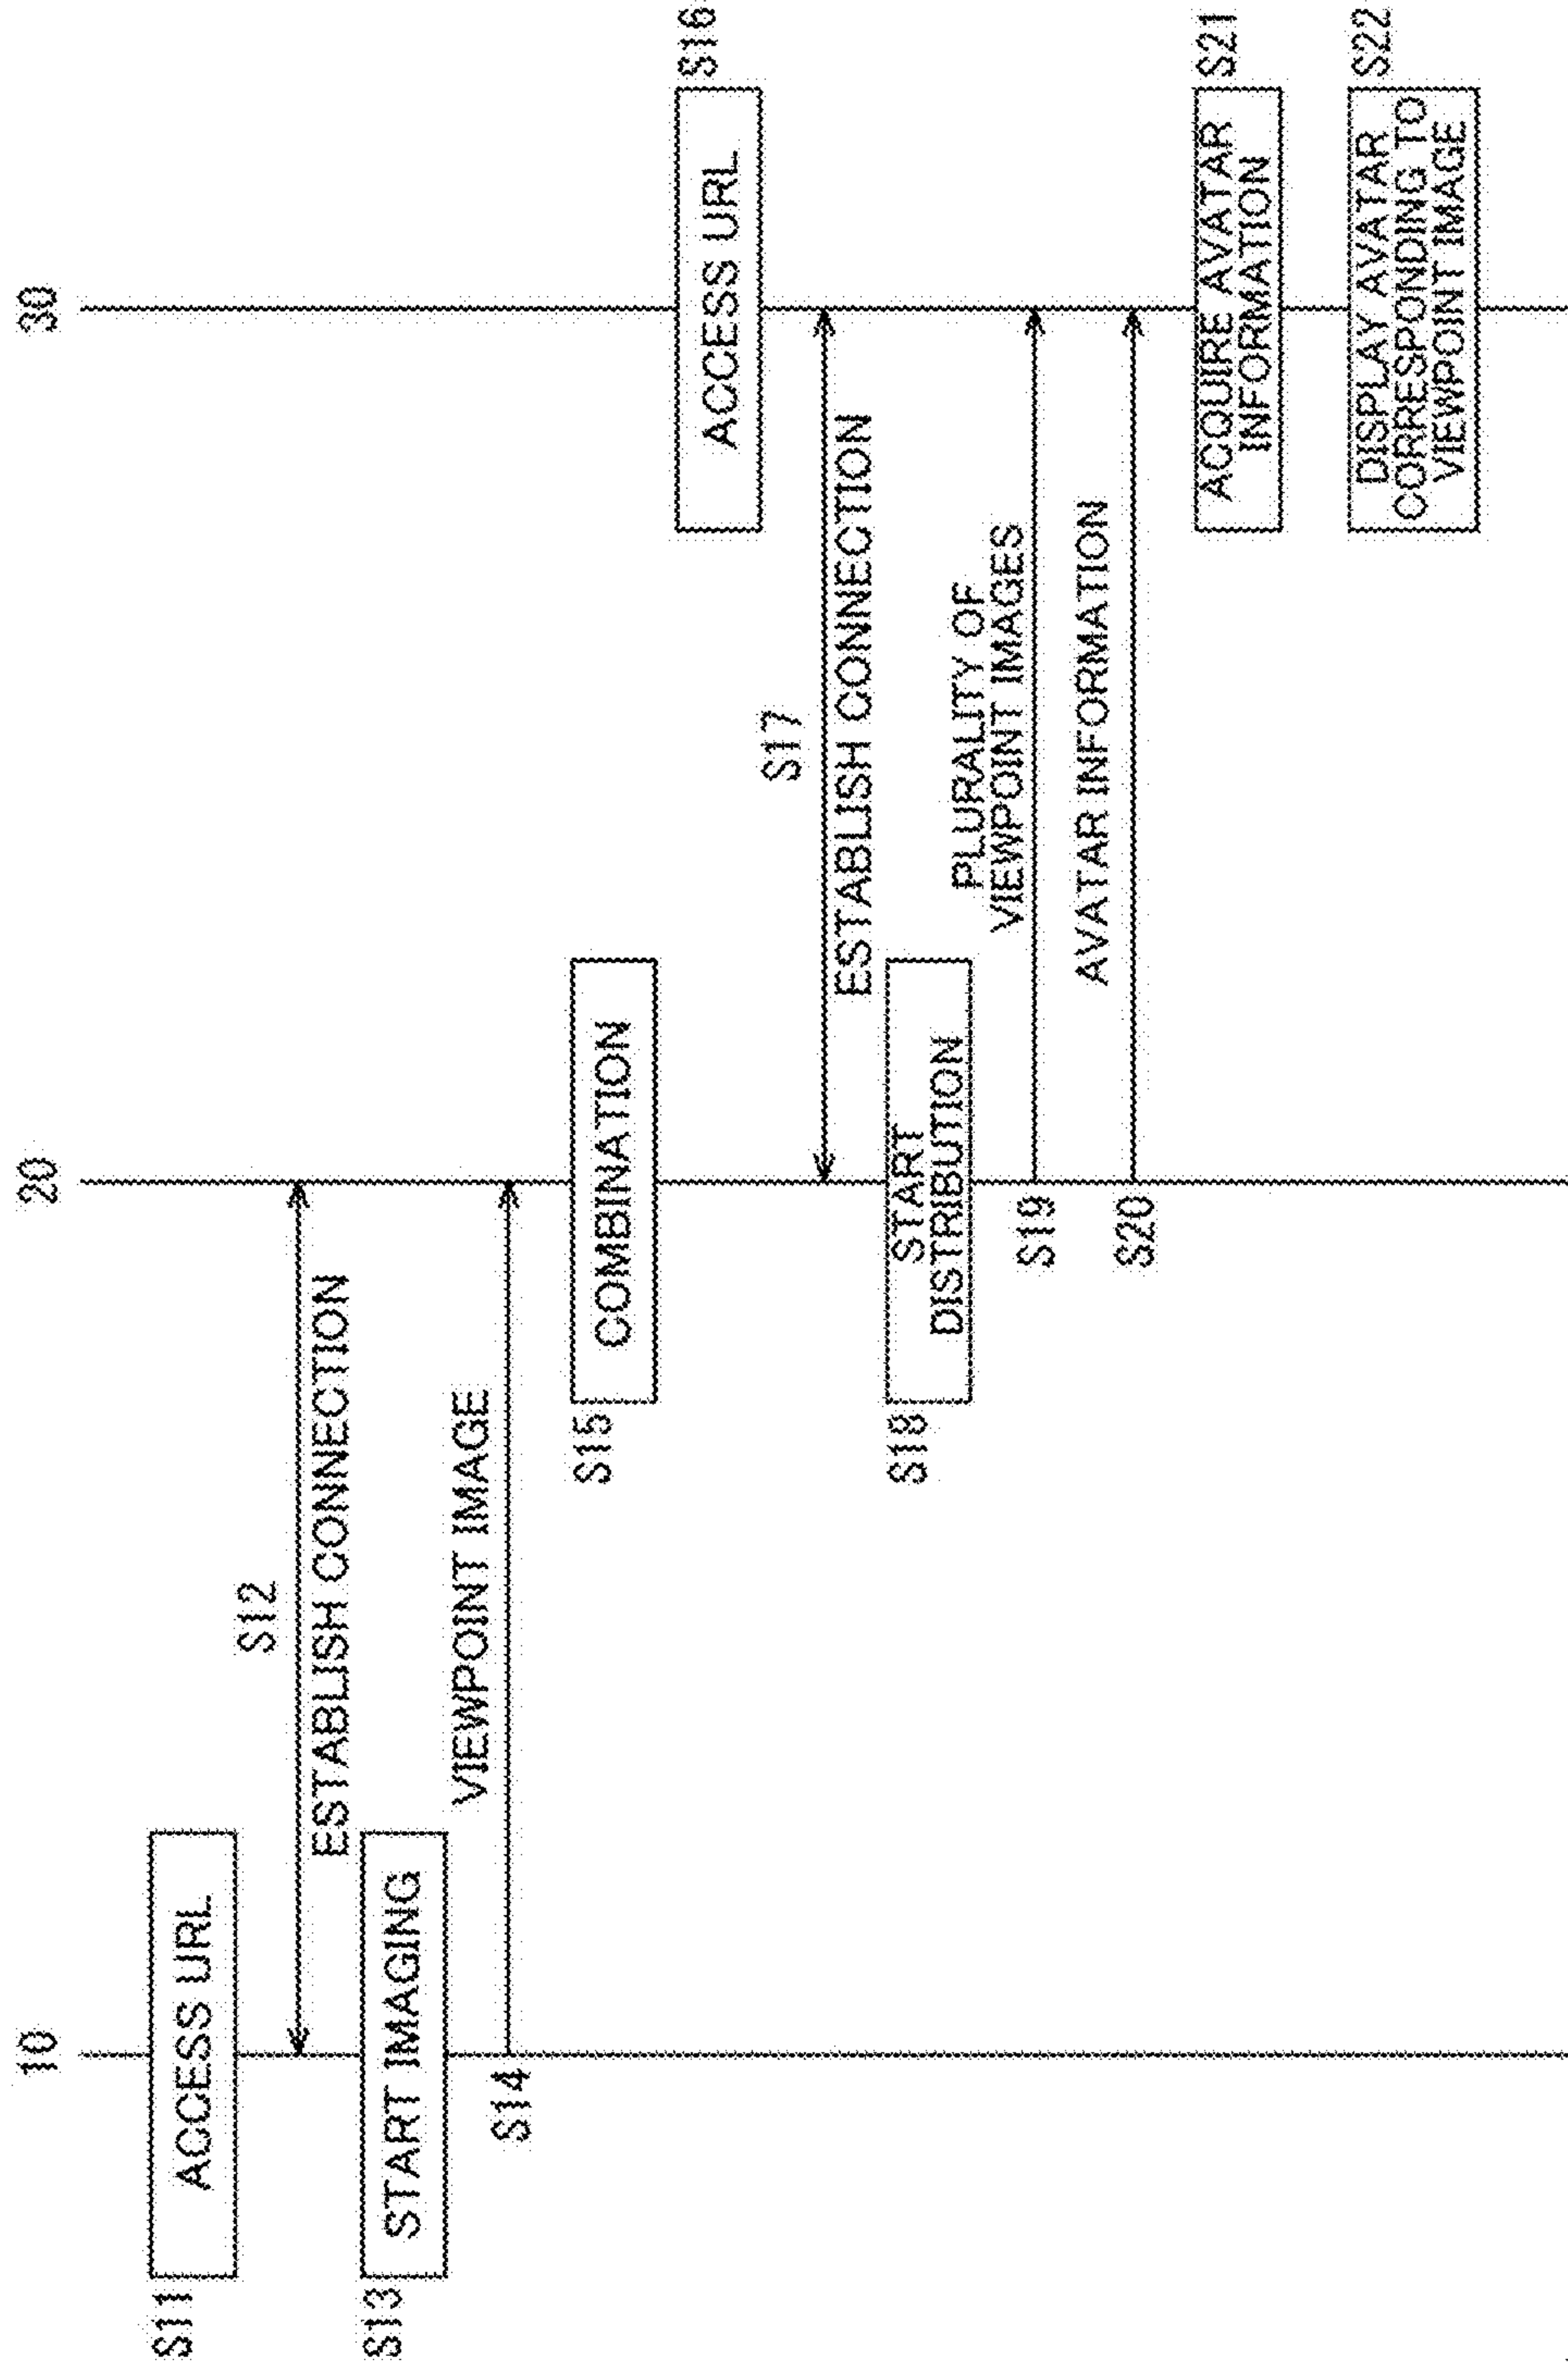 10
20
30
S11
ACCESS URL
S12
ESTABLISH CONNECTION
S13
START IMAGING
VIEWPOINT IMAGE
S14
S15
COMBINATION
ACCESS URL
S16
S17
ESTABLISH CONNECTION
S18
START
DISTRIBUTION
PLURALITY OF
VIEWPOINT IMAGES
S19
AVATAR INFORMATION
S20
ACQUIRE AVATAR
INFORMATION
S21
DISPLAY AVATAR
CORRESPONDING TO
VIEWPOINT IMAGE
S22